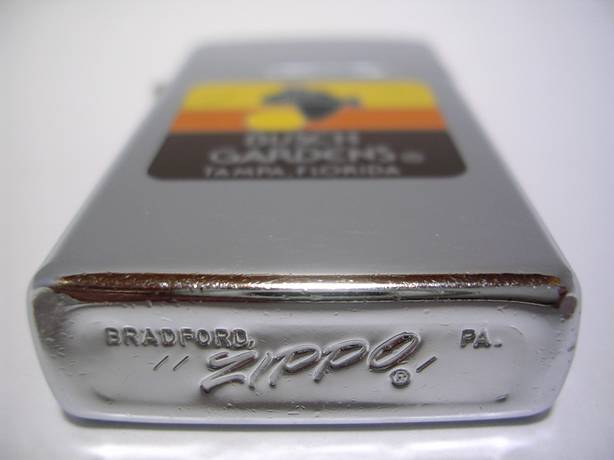 BUSCH
GARDENS®
TAMPA, FLORIDA
BRADFORD, PA.
// ZIPPO® /